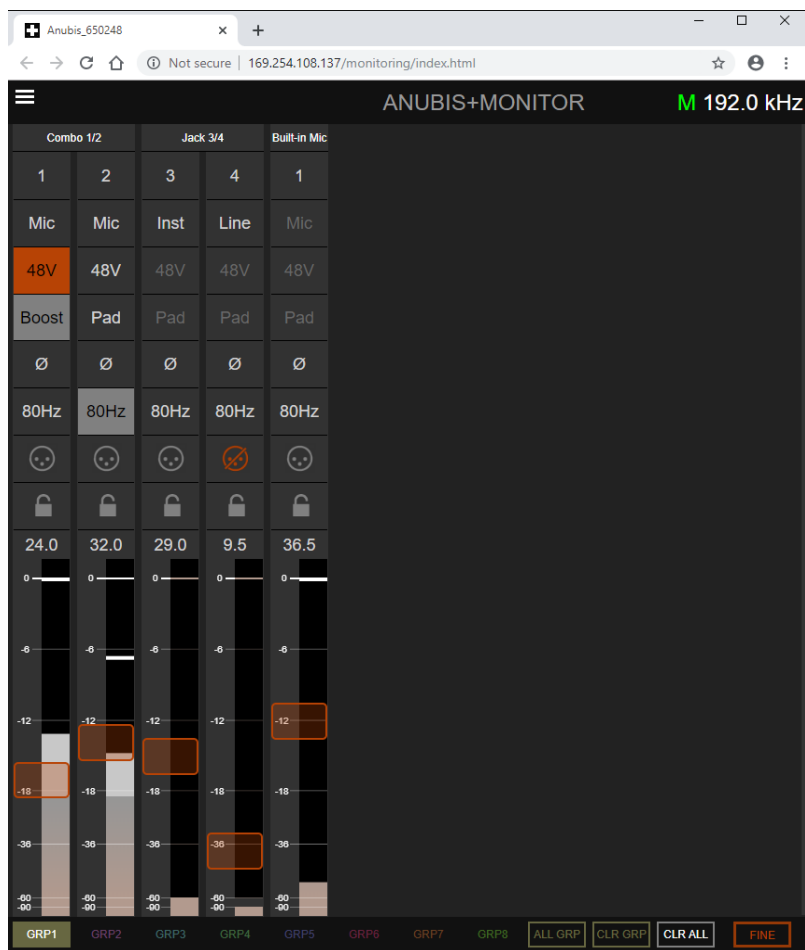 Anubis_650248
Not secure | 169.254.108.137/monitoring/index.html
ANUBIS+MONITOR M 192.0 kHz
Combo 1/2 Jack 3/4 Built-in Mic
1 2 3 4 1
Mic Mic Inst Line Mic
48V 48V 48V 48V 48V
Boost Pad Pad Pad Pad
Ø Ø Ø Ø Ø
80Hz 80Hz 80Hz 80Hz 80Hz
24.0 32.0 29.0 9.5 36.5
0 0 0 0 0
-6 -6 -6 -6 -6
-12 -12 -12 -12 -12
-18 -18 -18 -18 -18
-36 -36 -36 -36 -36
-60 -60 -60 -60 -60
-90 -90 -90 -90 -90
GRP1 GRP2 GRP3 GRP4 GRP5 GRP6 GRP7 GRP8 ALL GRP CLR GRP CLR ALL FINE